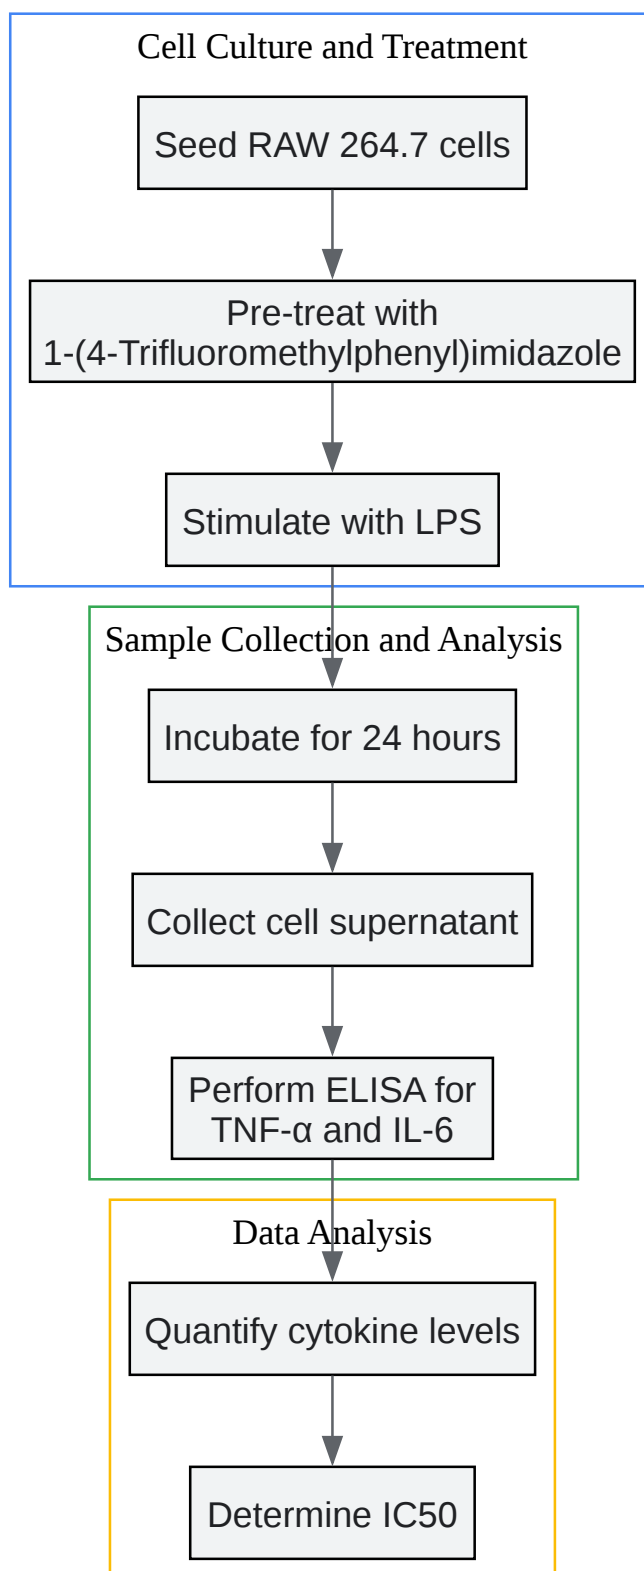 Cell Culture and Treatment
Seed RAW 264.7 cells
Pre-treat with
1-(4-Trifluoromethylphenyl)imidazole
Stimulate with LPS
Sample Collection and Analysis
Incubate for 24 hours
Collect cell supernatant
Perform ELISA for
TNF-α and IL-6
Data Analysis
Quantify cytokine levels
Determine IC50